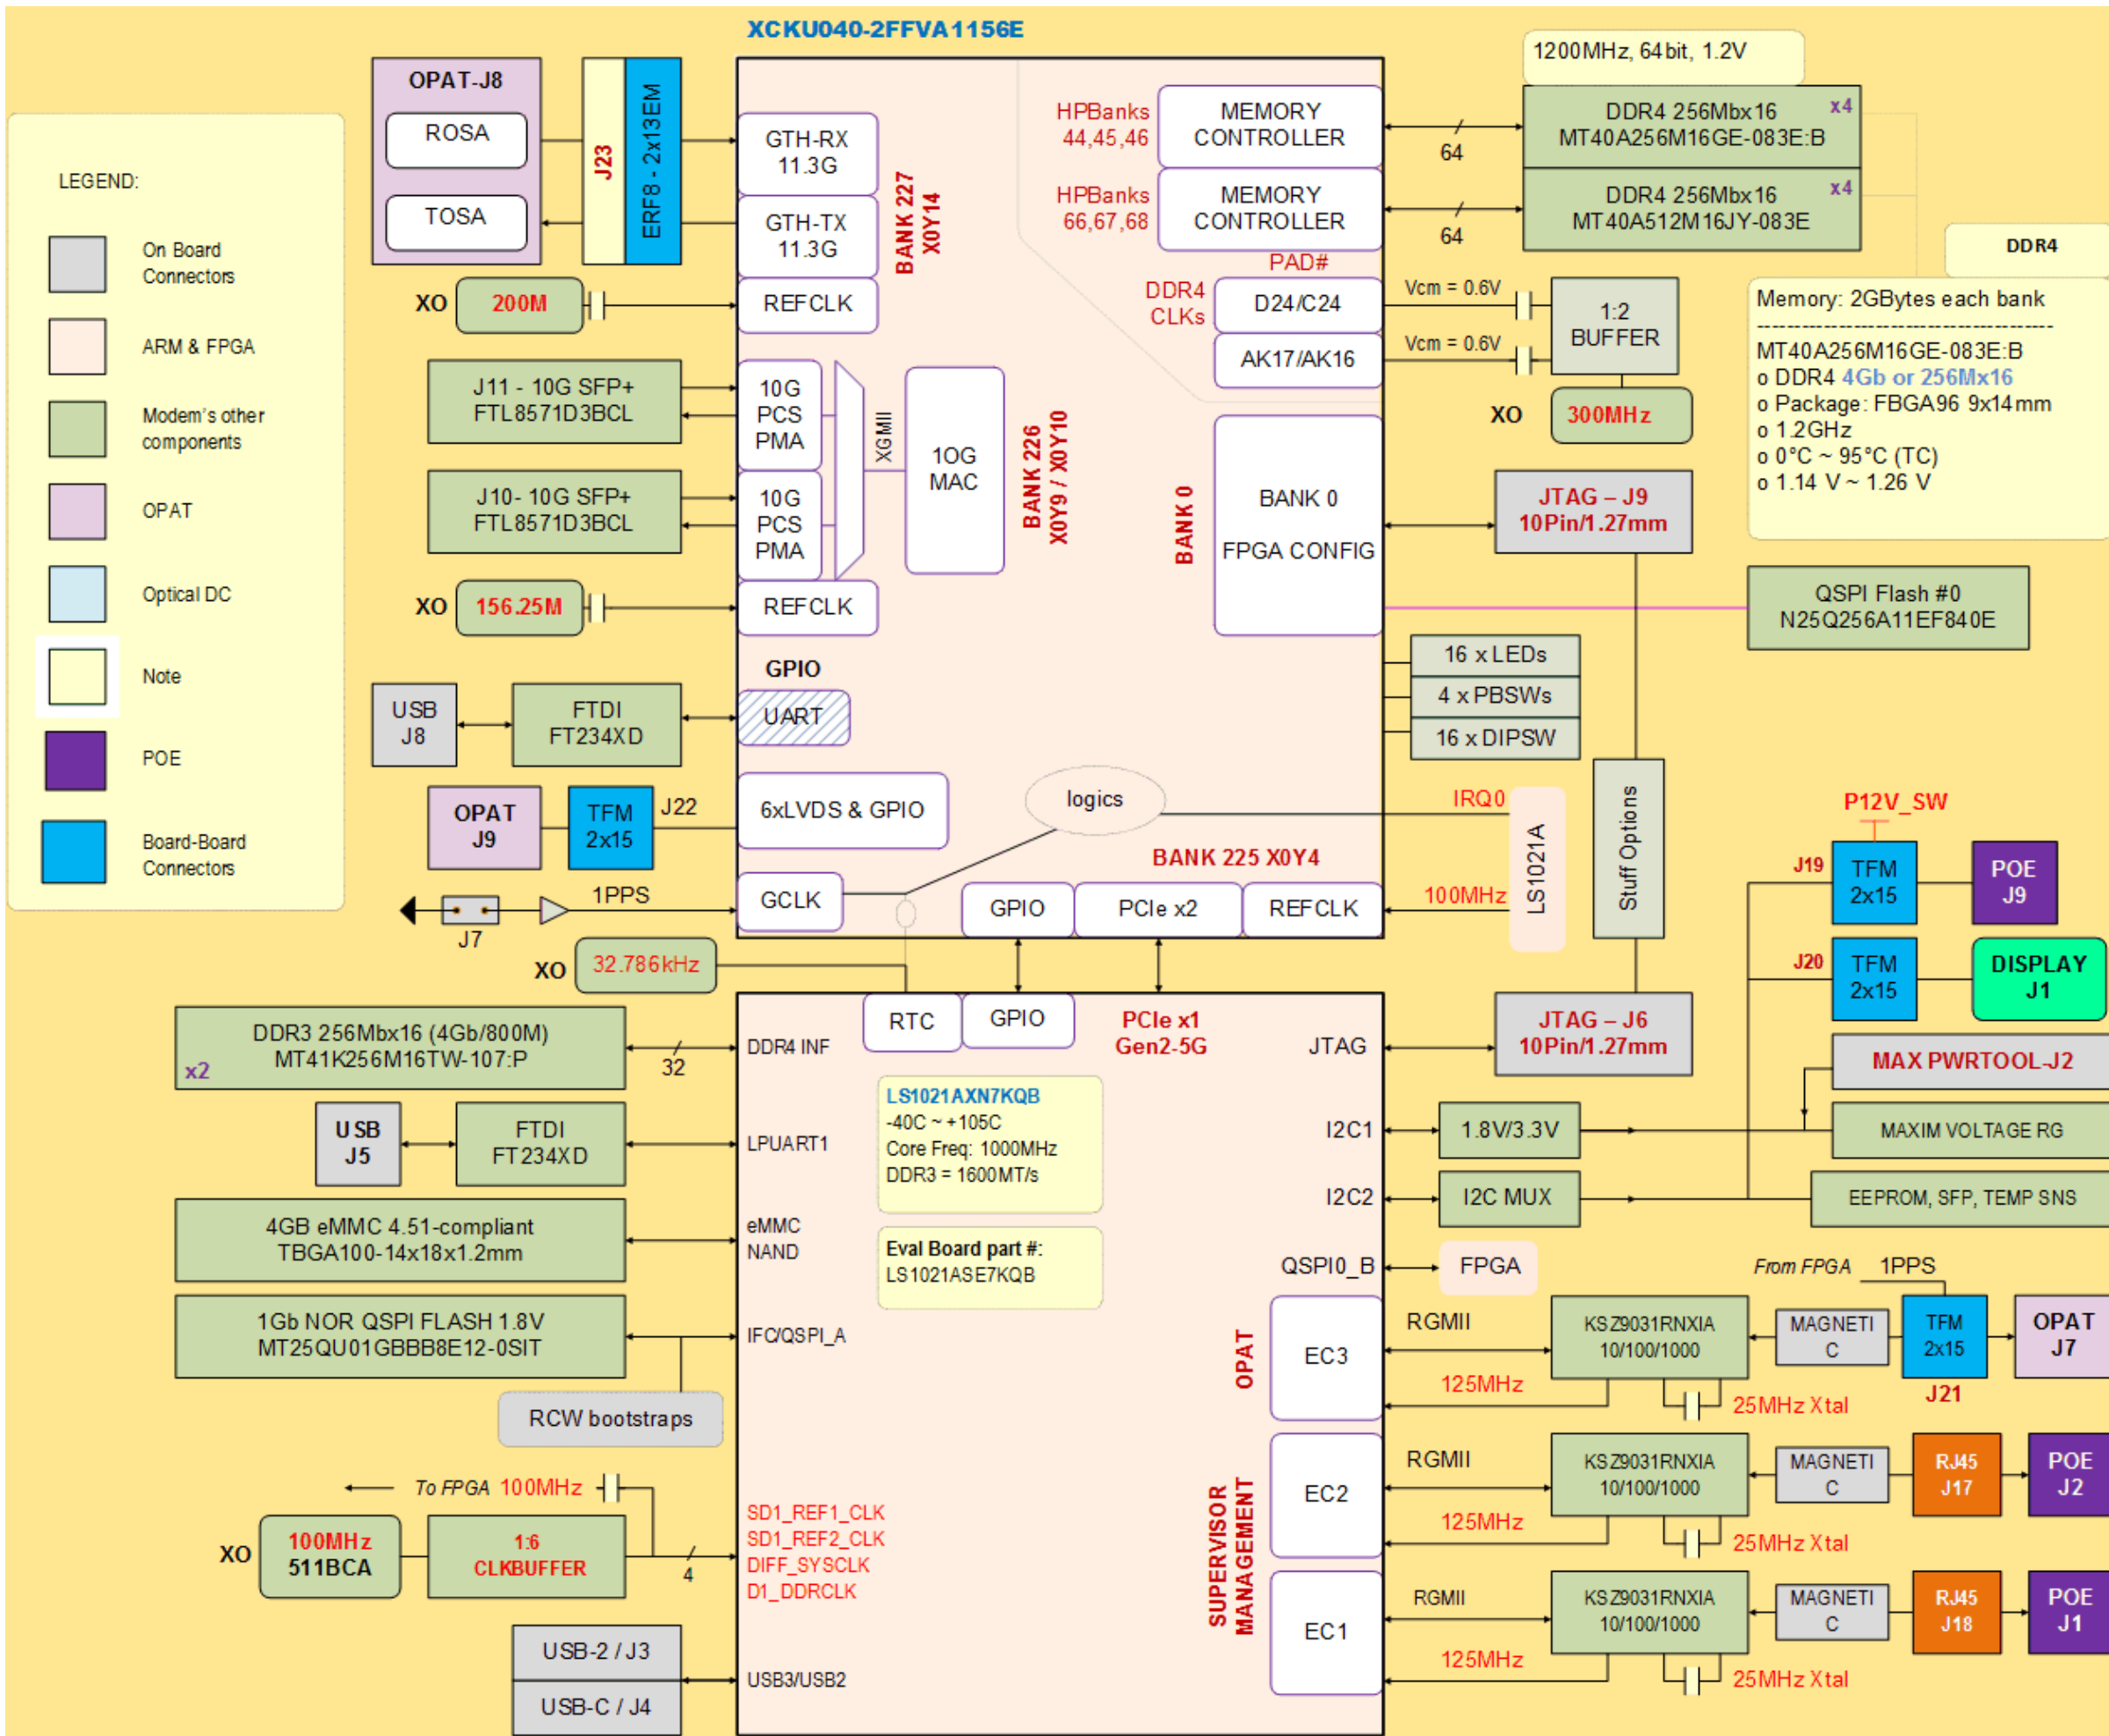 XCKU040-2FFVA1156E
LEGEND:
On Board
Connectors
ARM & FPGA
Modem's other
components
OPAT
Optical DC
Note
POE
Board-Board
Connectors
OPAT-J8
ROSA
TOSA
J23
ERF8 - 2x13EM
GTH-RX
11.3G
GTH-TX
11.3G
BANK 227
X0Y14
XO
200M
REFCLK
J11 - 10G SFP+
FTL8571D3BCL
10G
PCS
PMA
J10- 10G SFP+
FTL8571D3BCL
10G
PCS
PMA
XGMII
10G
MAC
BANK 226
X0Y9 / X0Y10
XO
156.25M
REFCLK
GPIO
USB
J8
FTDI
FT234XD
UART
OPAT
J9
TFM
2x15
J22
6xLVDS & GPIO
logics
J7
1PPS
GCLK
HPBanks
44,45,46
MEMORY
CONTROLLER
64
HPBanks
66,67,68
MEMORY
CONTROLLER
64
1200MHz, 64bit, 1.2V
DDR4 256Mbx16
x4
MT40A256M16GE-083E:B
DDR4 256Mbx16
x4
MT40A512M16JY-083E
PAD#
DDR4
CLKs
D24/C24
AK17/AK16
Vcm = 0.6V
Vcm = 0.6V
1:2
BUFFER
XO
300MHz
DDR4
Memory: 2GBytes each bank
----------------------------------------
MT40A256M16GE-083E:B
o DDR4 4Gb or 256Mx16
o Package: FBGA96 9x14mm
o 1.2GHz
o 0°C ~ 95°C (TC)
o 1.14 V ~ 1.26 V
BANK 0
BANK 0
FPGA CONFIG
JTAG – J9
10Pin/1.27mm
QSPI Flash #0
N25Q256A11EF840E
16 x LEDs
4 x PBSWs
16 x DIPSW
IRQ0
LS1021A
100MHz
Stuff Options
BANK 225 X0Y4
GPIO
PCIe x2
REFCLK
P12V_SW
J19
TFM
2x15
POE
J9
J20
TFM
2x15
DISPLAY
J1
XO
32.786kHz
RTC
GPIO
PCIe x1
Gen2-5G
DDR3 256Mbx16 (4Gb/800M)
MT41K256M16TW-107:P
x2
32
DDR4 INF
USB
J5
FTDI
FT234XD
LPUART1
4GB eMMC 4.51-compliant
TBGA100-14x18x1.2mm
eMMC
NAND
1Gb NOR QSPI FLASH 1.8V
MT25QU01GBBB8E12-0SIT
IFC/QSPI_A
RCW bootstraps
To FPGA 100MHz
XO
100MHz
511BCA
1:6
CLKBUFFER
4
SD1_REF1_CLK
SD1_REF2_CLK
DIFF_SYSCLK
D1_DDRCLK
USB-2 / J3
USB-C / J4
USB3/USB2
LS1021AXN7KQB
-40C ~ +105C
Core Freq: 1000MHz
DDR3 = 1600MT/s
Eval Board part #:
LS1021ASE7KQB
JTAG
JTAG – J6
10Pin/1.27mm
MAX PWRTOOL-J2
I2C1
1.8V/3.3V
MAXIM VOLTAGE RG
I2C2
I2C MUX
EEPROM, SFP, TEMP SNS
QSPI0_B
FPGA
From FPGA
1PPS
OPAT
EC3
RGMII
125MHz
KSZ9031RNXIA
10/100/1000
25MHz Xtal
MAGNETI
C
TFM
2x15
J21
OPAT
J7
SUPERVISOR
MANAGEMENT
EC2
RGMII
125MHz
KSZ9031RNXIA
10/100/1000
25MHz Xtal
MAGNETI
C
RJ45
J17
POE
J2
EC1
RGMII
125MHz
KSZ9031RNXIA
10/100/1000
25MHz Xtal
MAGNETI
C
RJ45
J18
POE
J1